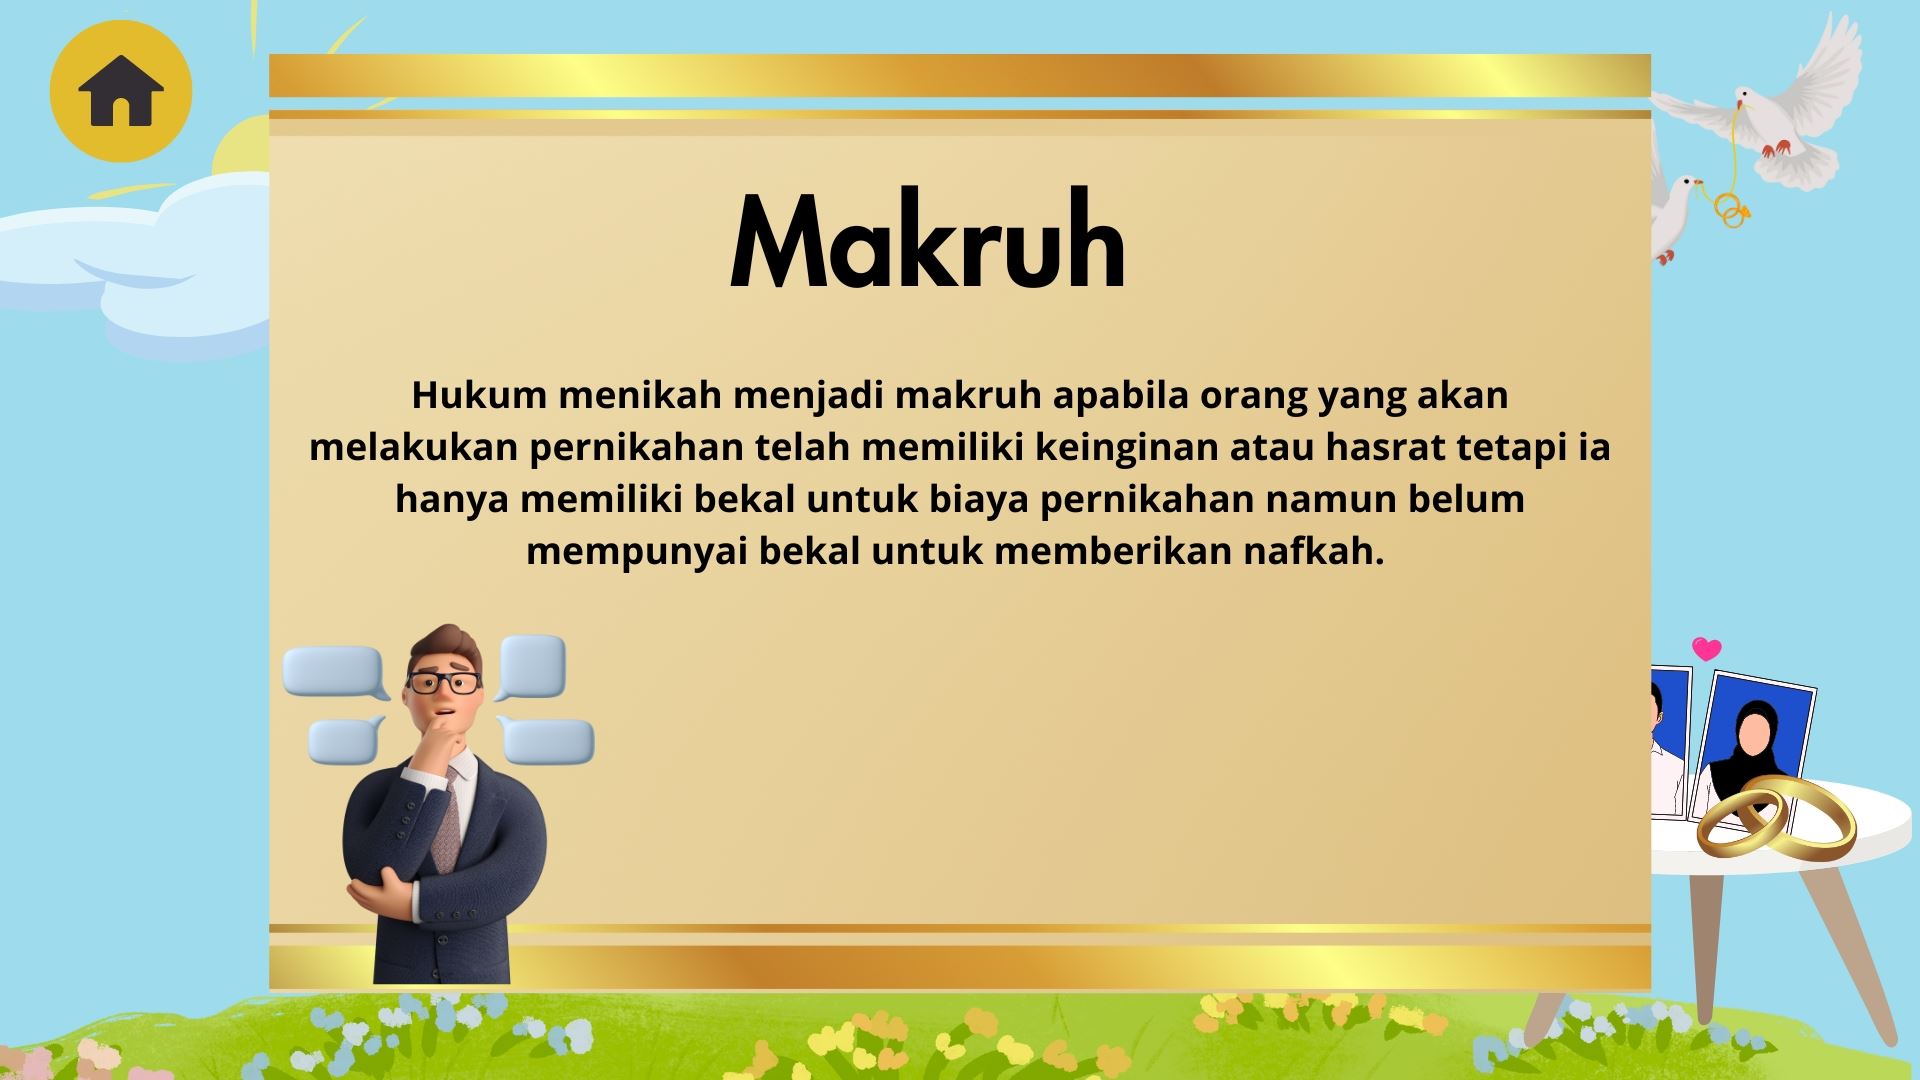 Makruh
Hukum menikah menjadi makruh apabila orang yang akan
melakukan pernikahan telah memiliki keinginan atau hasrat tetapi ia
hanya memiliki bekal untuk biaya pernikahan namun belum
mempunyai bekal untuk memberikan nafkah.